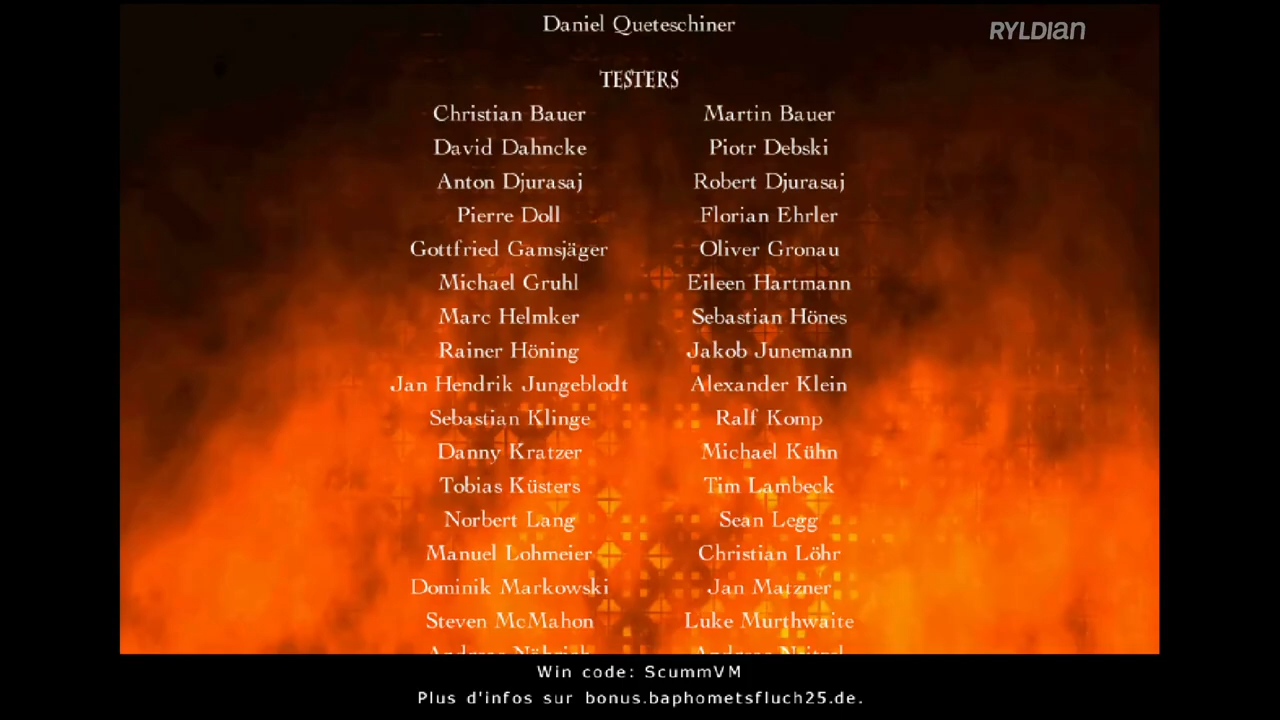 Daniel Queteschiner
RYLDIan
TESTERS
Christian Bauer Martin Bauer
David Dahncke Piotr Debski
Anton Djurasaj Robert Djurasaj
Pierre Doll Florian Ehrler
Gottfried Gamsjäger Oliver Gronau
Michael Gruhl Eileen Hartmann
Marc Helmker Sebastian Hönes
Rainer Höning Jakob Junemann
Jan Hendrik Jungeblodt Alexander Klein
Sebastian Klinge Ralf Komp
Danny Kratzer Michael Kühn
Tobias Küsters Tim Lambeck
Norbert Lang Sean Legg
Manuel Lohmeier Christian Löhr
Dominik Markowski Jan Matzner
Steven McMahon Luke Murthwaite
Win code: ScummVM
Plus d'infos sur bonus.baphometsfluch25.de.